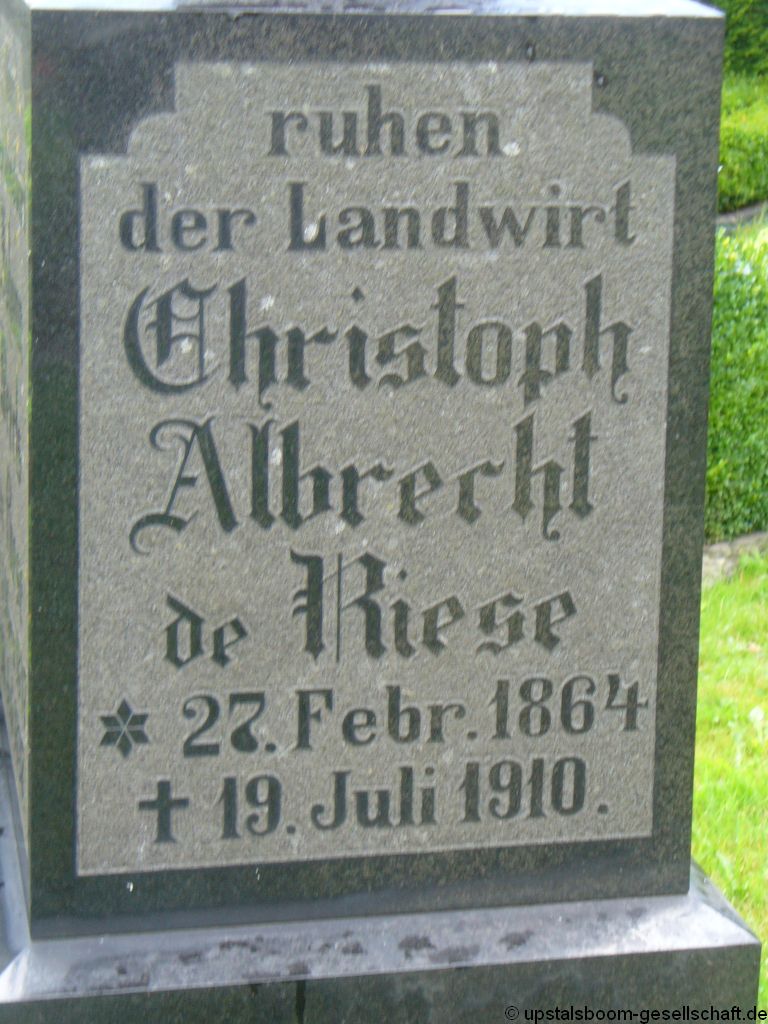 ruhen
der Landwirt
Christoph
Albrecht
de Riese
* 27. Febr. 1864
† 19. Juli 1910.
© upstalsboom-gesellschaft.de